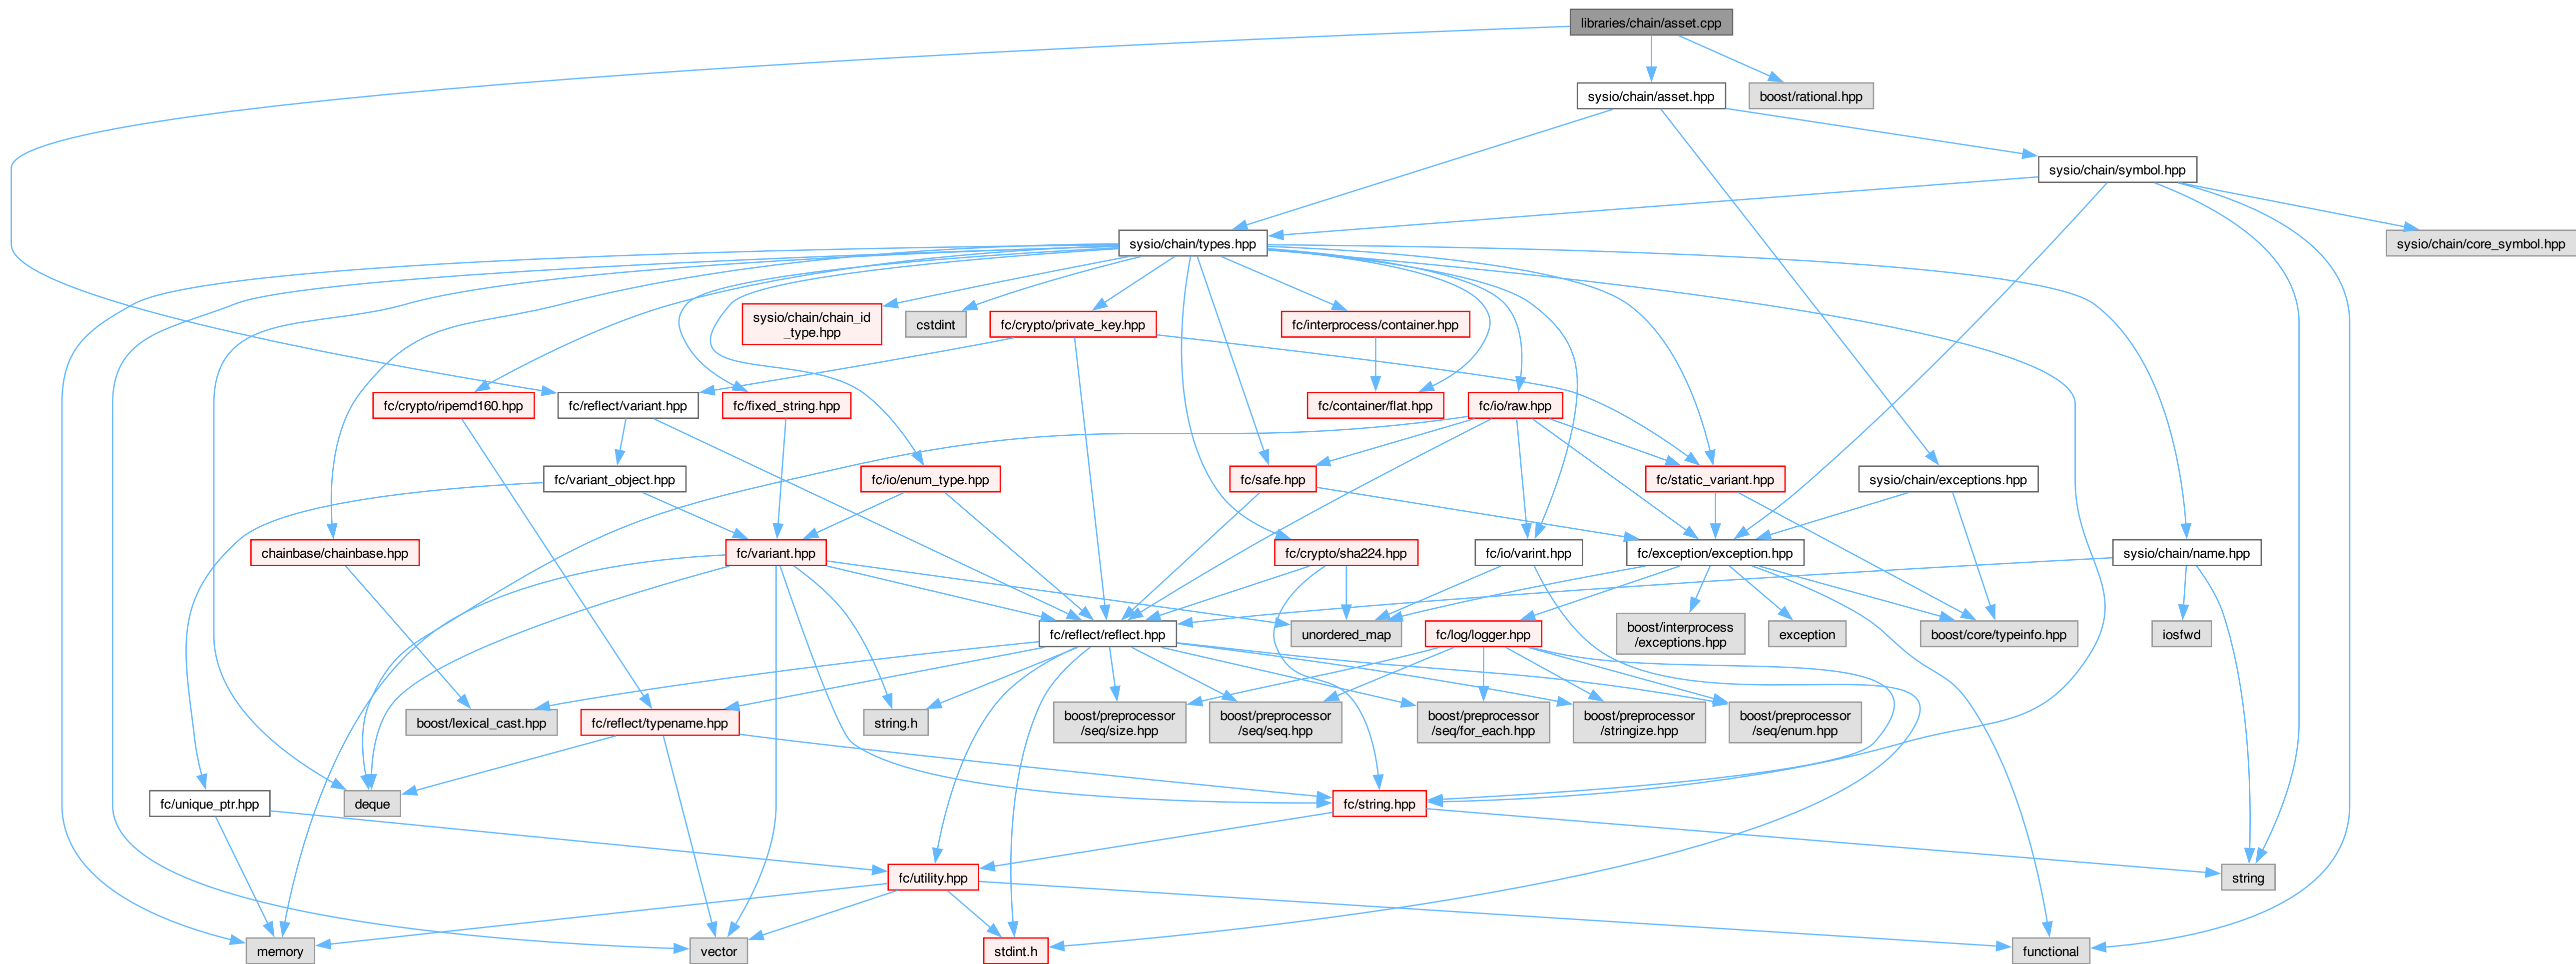 libraries/chain/asset.cpp
sysio/chain/asset.hpp
boost/rational.hpp
sysio/chain/symbol.hpp
sysio/chain/types.hpp
sysio/chain/core_symbol.hpp
sysio/chain/chain_id
_type.hpp
cstdint
fc/crypto/private_key.hpp
fc/interprocess/container.hpp
fc/crypto/ripemd160.hpp
fc/reflect/variant.hpp
fc/fixed_string.hpp
fc/container/flat.hpp
fc/io/raw.hpp
fc/variant_object.hpp
fc/io/enum_type.hpp
fc/safe.hpp
fc/static_variant.hpp
sysio/chain/exceptions.hpp
chainbase/chainbase.hpp
fc/variant.hpp
fc/crypto/sha224.hpp
fc/io/varint.hpp
fc/exception/exception.hpp
sysio/chain/name.hpp
fc/reflect/reflect.hpp
unordered_map
fc/log/logger.hpp
boost/interprocess
/exceptions.hpp
exception
boost/core/typeinfo.hpp
iosfwd
boost/lexical_cast.hpp
fc/reflect/typename.hpp
string.h
boost/preprocessor
/seq/size.hpp
boost/preprocessor
/seq/seq.hpp
boost/preprocessor
/seq/for_each.hpp
boost/preprocessor
/stringize.hpp
boost/preprocessor
/seq/enum.hpp
fc/unique_ptr.hpp
deque
fc/string.hpp
fc/utility.hpp
string
memory
vector
stdint.h
functional